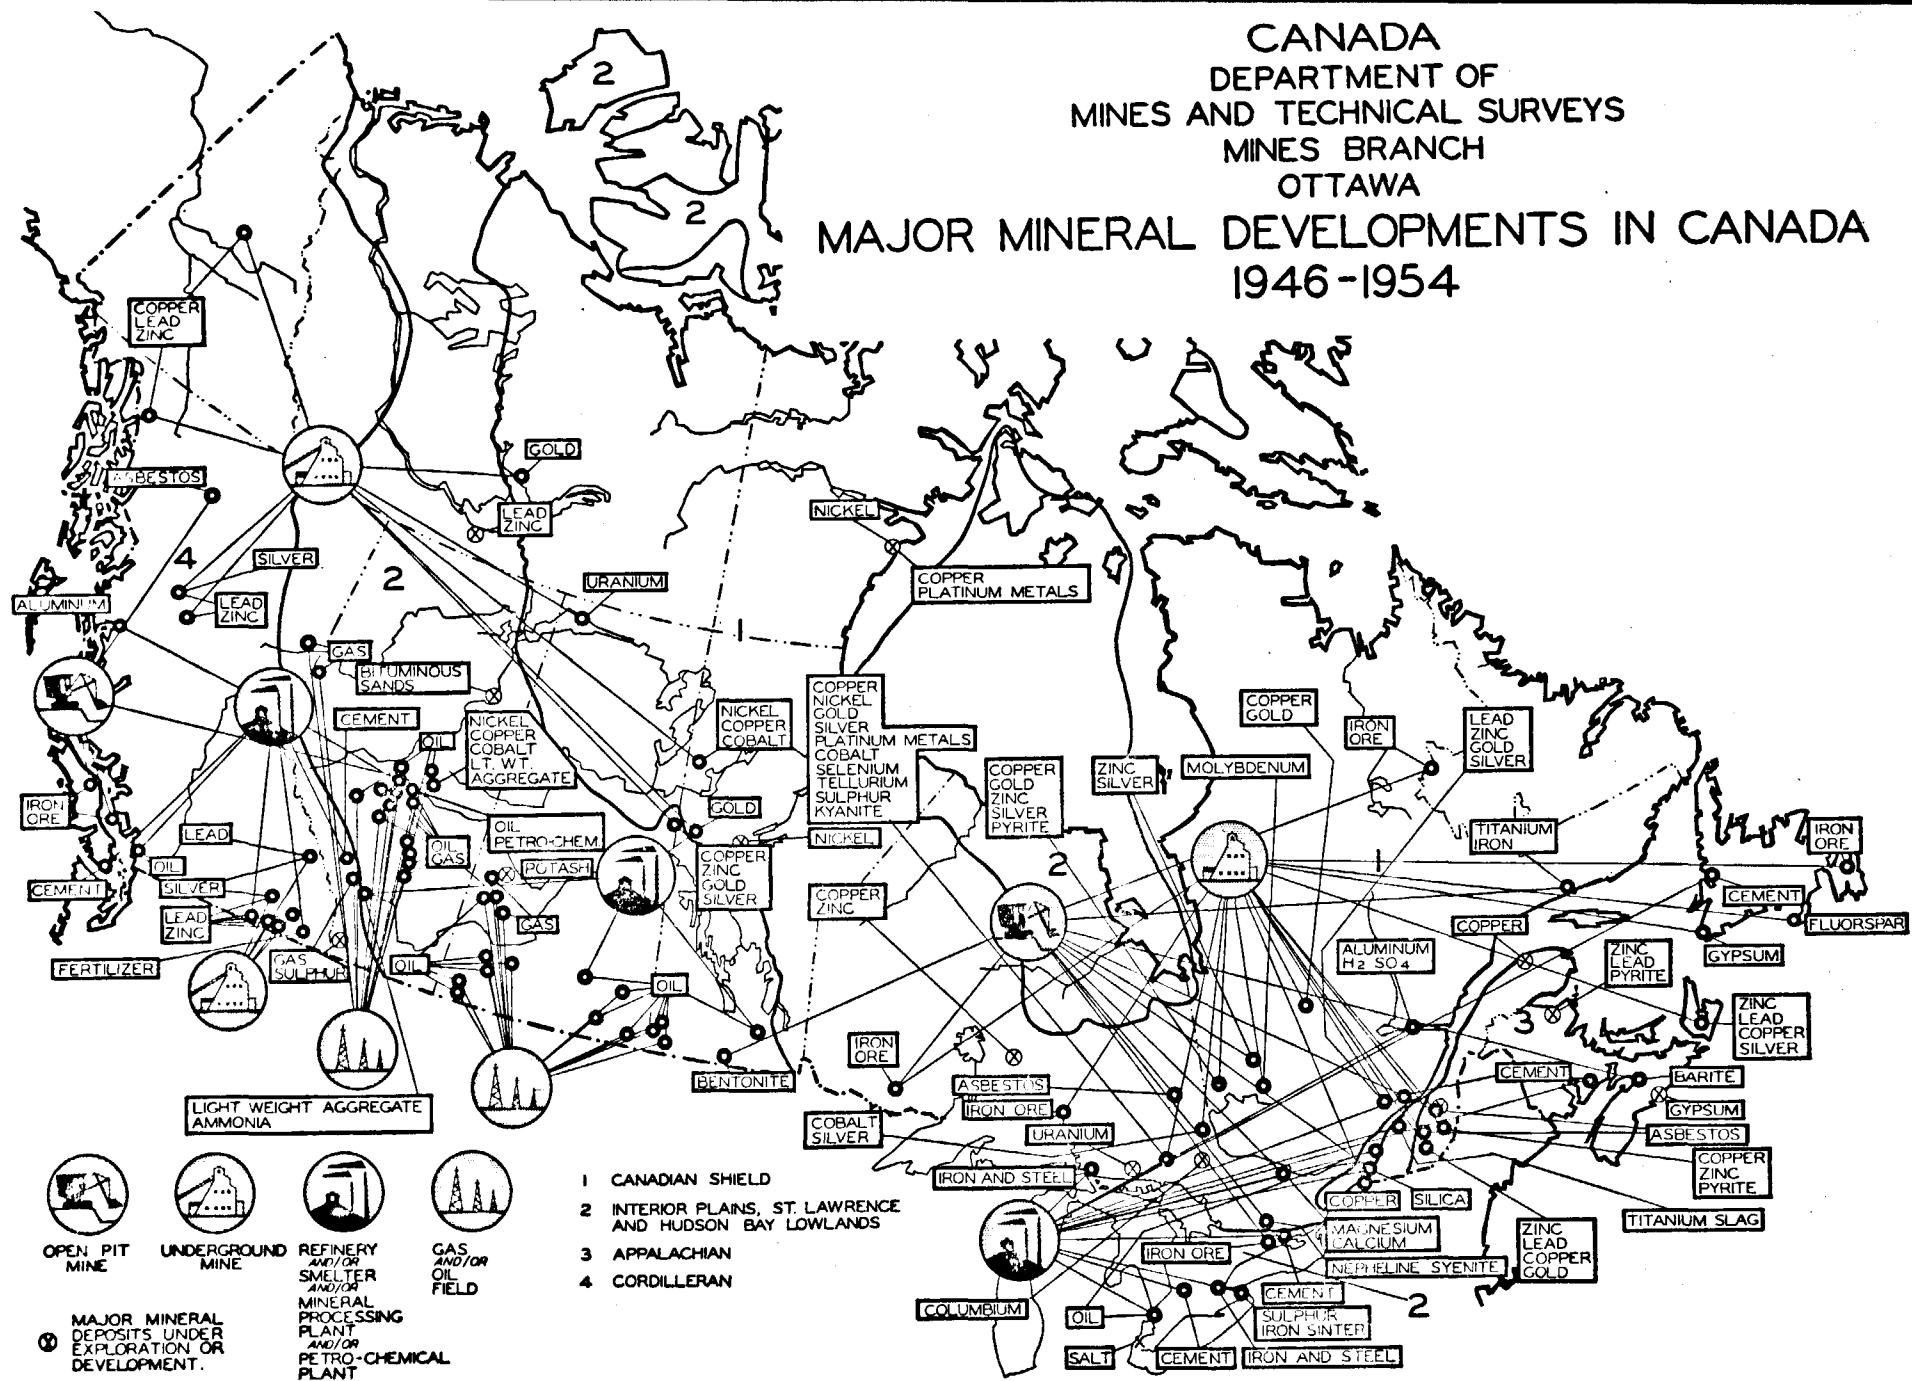 CANADA
DEPARTMENT OF
MINES AND TECHNICAL SURVEYS
MINES BRANCH
OTTAWA
MAJOR MINERAL DEVELOPMENTS IN CANADA
1946-1954
2
2
COPPER
LEAD
ZINC
GOLD
ASBESTOS
LEAD
ZINC
NICKEL
4
SILVER
2
URANIUM
COPPER
PLATINUM METALS
ALUMINUM
LEAD
ZINC
1
GAS
BITUMINOUS
SANDS
CEMENT
NICKEL
COPPER
COBALT
LT. WT.
AGGREGATE
OIL
NICKEL
COPPER
COBALT
COPPER
NICKEL
GOLD
SILVER
PLATINUM METALS
COBALT
SELENIUM
TELLURIUM
SULPHUR
KYANITE
COPPER
GOLD
ZINC
SILVER
PYRITE
ZINC
SILVER
MOLYBDENUM
COPPER
GOLD
IRON
ORE
LEAD
ZINC
GOLD
SILVER
IRON
ORE
GOLD
NICKEL
OIL
PETRO-CHEM.
LEAD
OIL
GAS
TITANIUM
IRON
IRON
ORE
OIL
POTASH
COPPER
ZINC
GOLD
SILVER
2
1
CEMENT
SILVER
COPPER
ZINC
CEMENT
LEAD
ZINC
GAS
COPPER
FLUORSPAR
FERTILIZER
GAS
SULPHUR
OIL
ALUMINUM
H2 SO4
ZINC
LEAD
PYRITE
GYPSUM
OIL
3
ZINC
LEAD
COPPER
SILVER
IRON
ORE
BENTONITE
ASBESTOS
CEMENT
BARITE
LIGHT WEIGHT AGGREGATE
AMMONIA
IRON ORE
GYPSUM
COBALT
SILVER
URANIUM
ASBESTOS
COPPER
ZINC
PYRITE
IRON AND STEEL
COPPER
SILICA
TITANIUM SLAG
MAGNESIUM
CALCIUM
ZINC
LEAD
COPPER
GOLD
IRON ORE
NEPHELINE SYENITE
COLUMBIUM
OIL
CEMENT
2
SULPHUR
IRON SINTER
SALT
CEMENT
IRON AND STEEL
OPEN PIT
MINE
UNDERGROUND
MINE
REFINERY
AND/OR
SMELTER
AND/OR
MINERAL
PROCESSING
PLANT
AND/OR
PETRO-CHEMICAL
PLANT
GAS
AND/OR
OIL
FIELD
MAJOR MINERAL
DEPOSITS UNDER
EXPLORATION OR
DEVELOPMENT.
1 CANADIAN SHIELD
2 INTERIOR PLAINS, ST. LAWRENCE
AND HUDSON BAY LOWLANDS
3 APPALACHIAN
4 CORDILLERAN